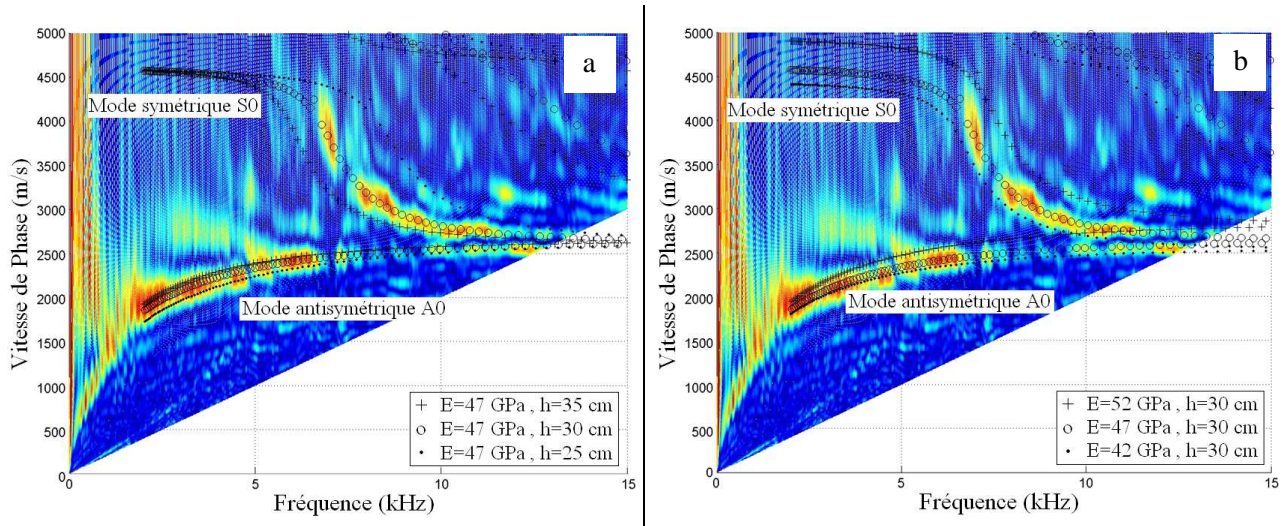 a
5000
4500
4000
3500
3000
2500
2000
1500
1000
500
0
Vitesse de Phase (m/s)
Mode symétrique S0
Mode antisymétrique A0
+ E=47 GPa , h=35 cm
○ E=47 GPa , h=30 cm
• E=47 GPa , h=25 cm
0 5 10 15
Fréquence (kHz)
b
5000
4500
4000
3500
3000
2500
2000
1500
1000
500
0
Vitesse de Phase (m/s)
Mode symétrique S0
Mode antisymétrique A0
+ E=52 GPa , h=30 cm
○ E=47 GPa , h=30 cm
• E=42 GPa , h=30 cm
0 5 10 15
Fréquence (kHz)